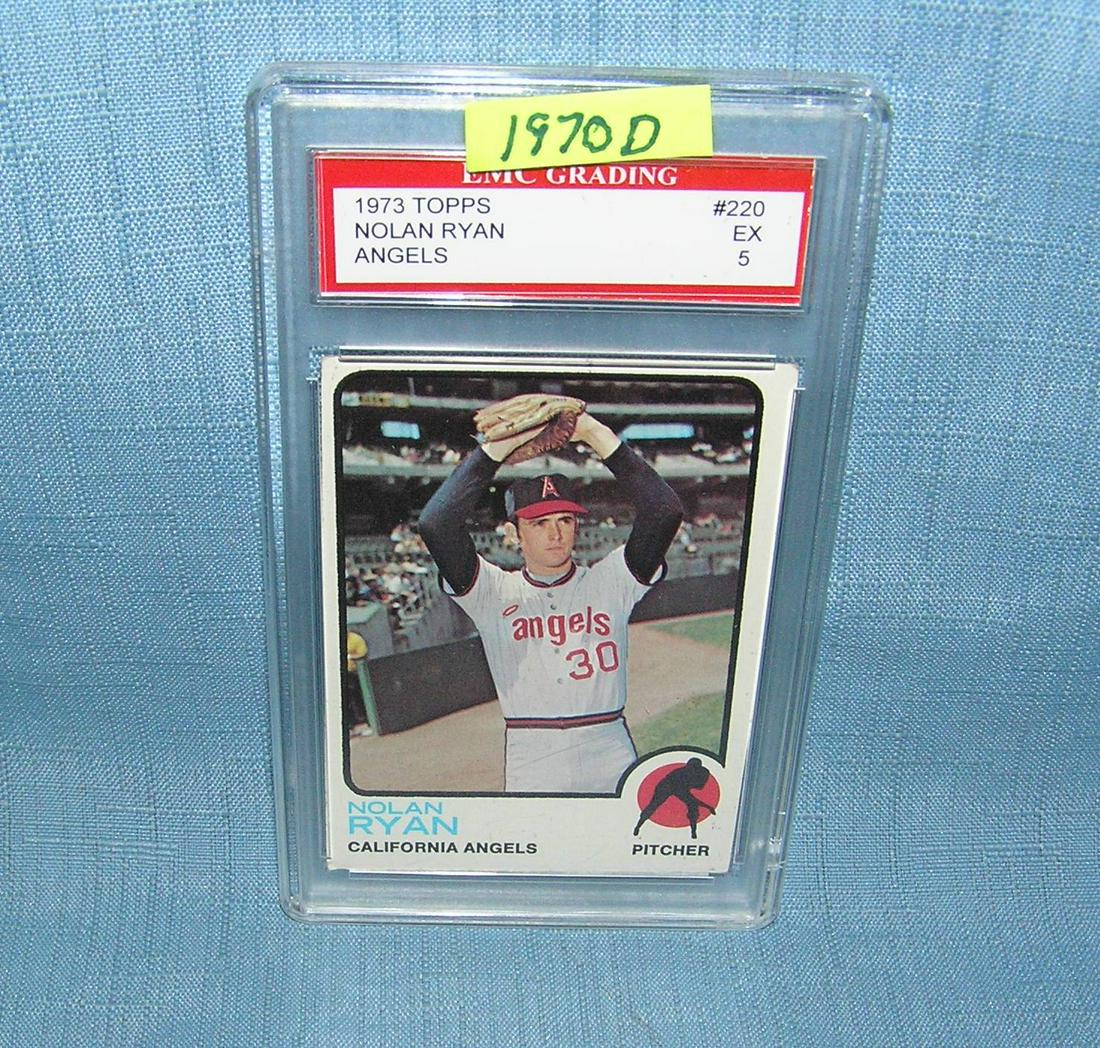 1970D
EMC GRADING
1973 TOPPS #220
NOLAN RYAN EX
ANGELS 5
A
angels
30
NOLAN
RYAN
CALIFORNIA ANGELS PITCHER